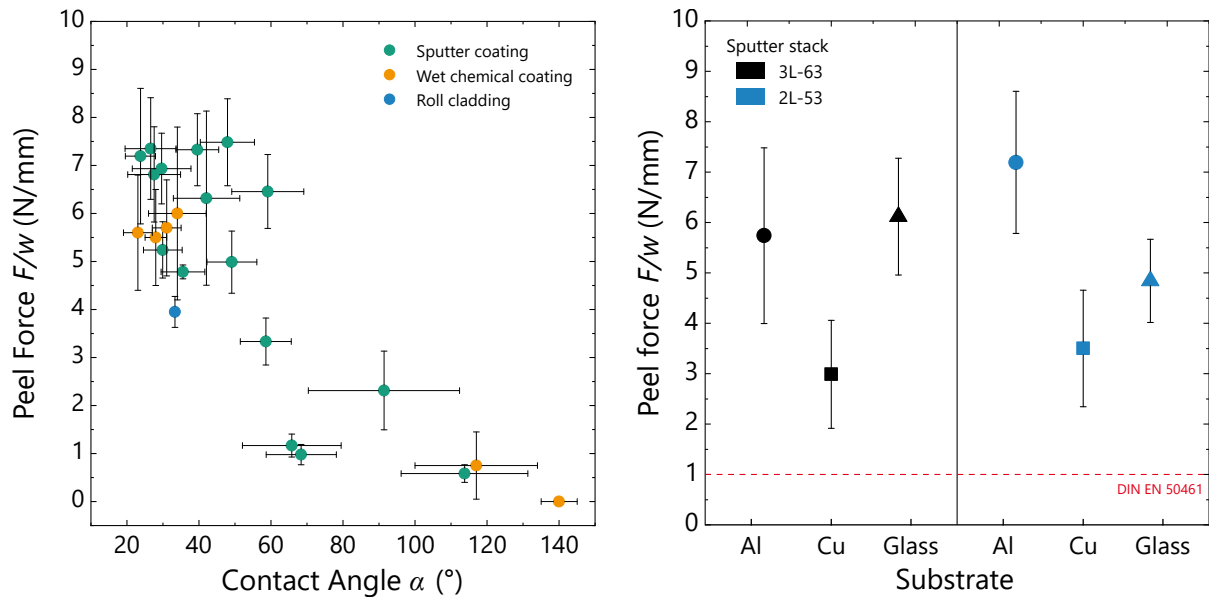 10
9
8
7
6
5
4
3
2
1
0
Peel Force F/w (N/mm)
Sputter coating
Wet chemical coating
Roll cladding
20 40 60 80 100 120 140
Contact Angle α (°)
10
9
8
7
6
5
4
3
2
1
0
Peel force F/w (N/mm)
Sputter stack
3L-63
2L-53
DIN EN 50461
Al Cu Glass Al Cu Glass
Substrate